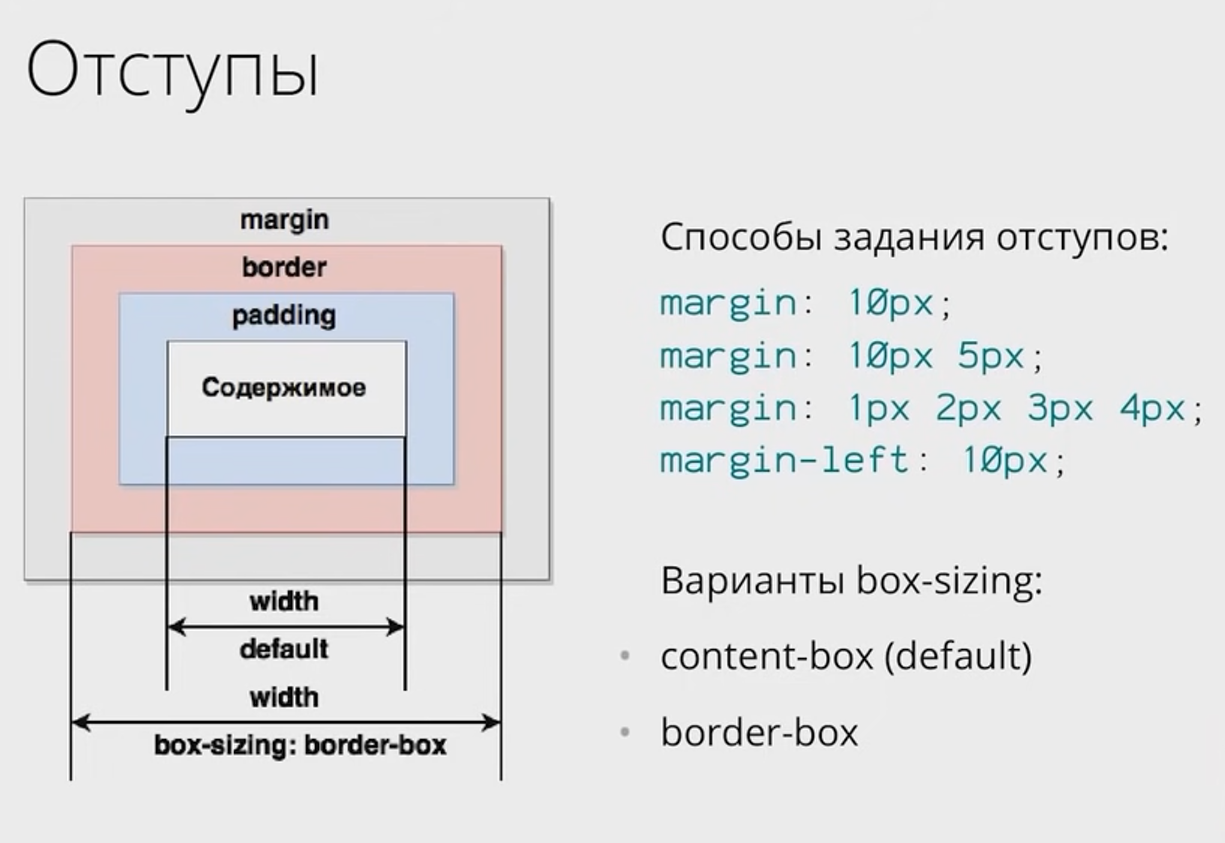 Отступы
margin
border
padding
Содержимое
width
default
width
box-sizing: border-box
Способы задания отступов:
margin: 10px;
margin: 10px 5px;
margin: 1px 2px 3px 4px;
margin-left: 10px;
Варианты box-sizing:
• content-box (default)
• border-box